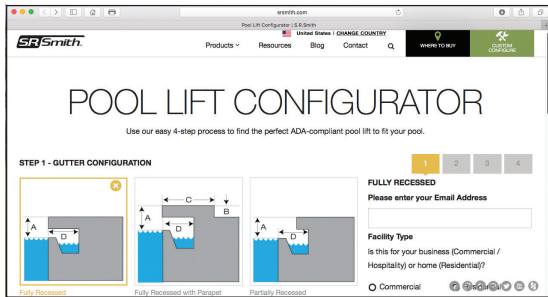 srsmith.com
Pool Lift Configurator | S.R.Smith
United States | CHANGE COUNTRY
SRSmith.
Products
Resources
Blog
Contact
WHERE TO BUY
CUSTOM
CONFIGURE
POOL LIFT CONFIGURATOR
Use our easy 4-step process to find the perfect ADA-compliant pool lift to fit your pool.
STEP 1 - GUTTER CONFIGURATION
1 2 3 4
A
D
Fully Recessed
A
C
B
D
Fully Recessed with Parapet
A
D
Partially Recessed
FULLY RECESSED
Please enter your Email Address
Facility Type
Is this for your business (Commercial /
Hospitality) or home (Residential)?
Commercial